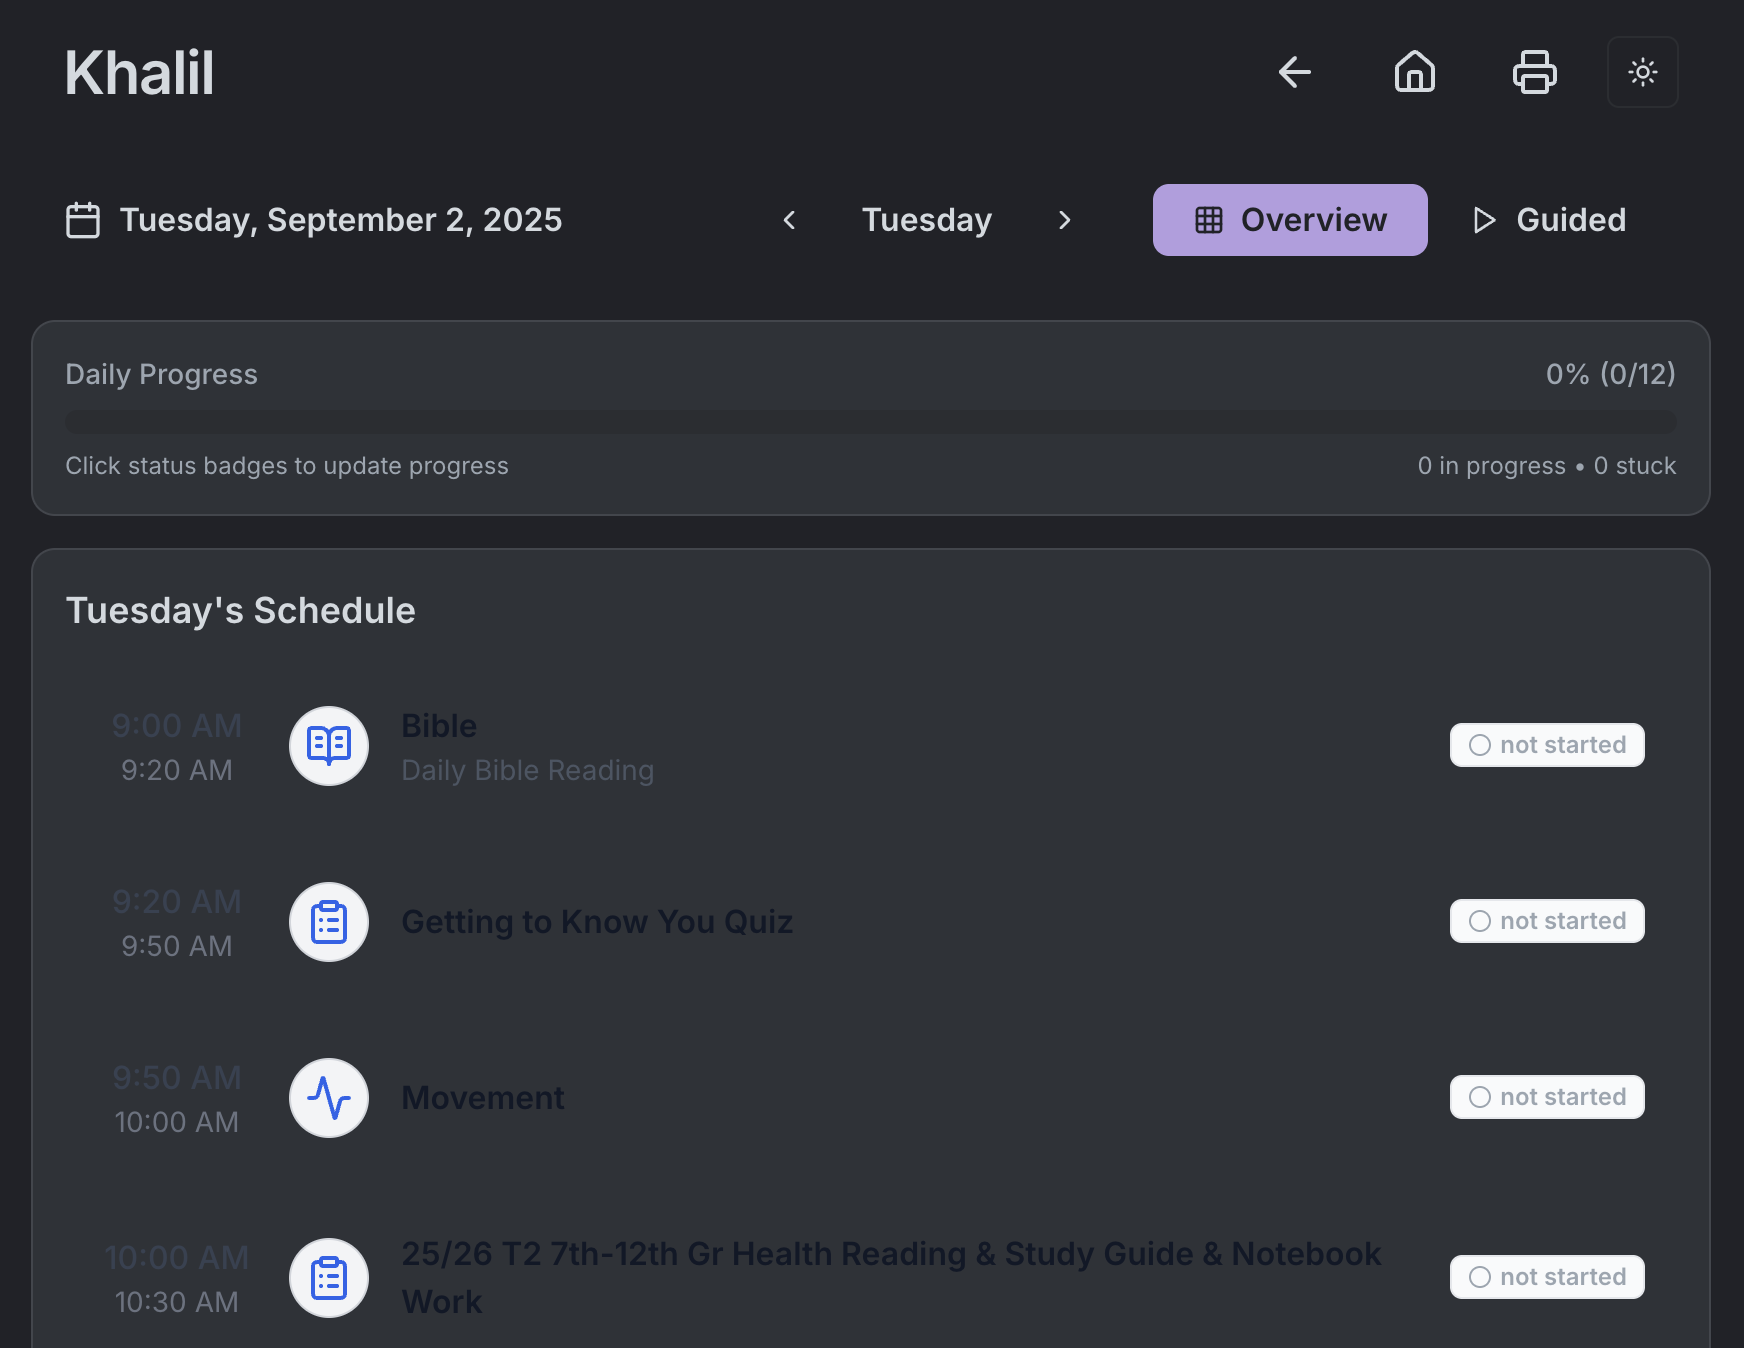 Khalil
Tuesday, September 2, 2025
Tuesday
Overview
Guided
Daily Progress
0% (0/12)
Click status badges to update progress
0 in progress • 0 stuck
Tuesday's Schedule
9:00 AM
9:20 AM
Bible
Daily Bible Reading
not started
9:20 AM
9:50 AM
Getting to Know You Quiz
not started
9:50 AM
10:00 AM
Movement
not started
10:00 AM
10:30 AM
25/26 T2 7th-12th Gr Health Reading & Study Guide & Notebook
Work
not started